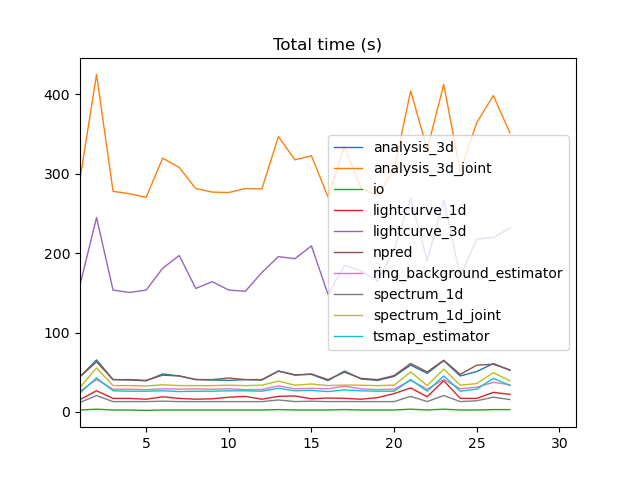 Total time (s)
400
300
200
100
0
analysis_3d
analysis_3d_joint
io
lightcurve_1d
lightcurve_3d
npred
ring_background_estimator
spectrum_1d
spectrum_1d_joint
tsmap_estimator
5 10 15 20 25 30